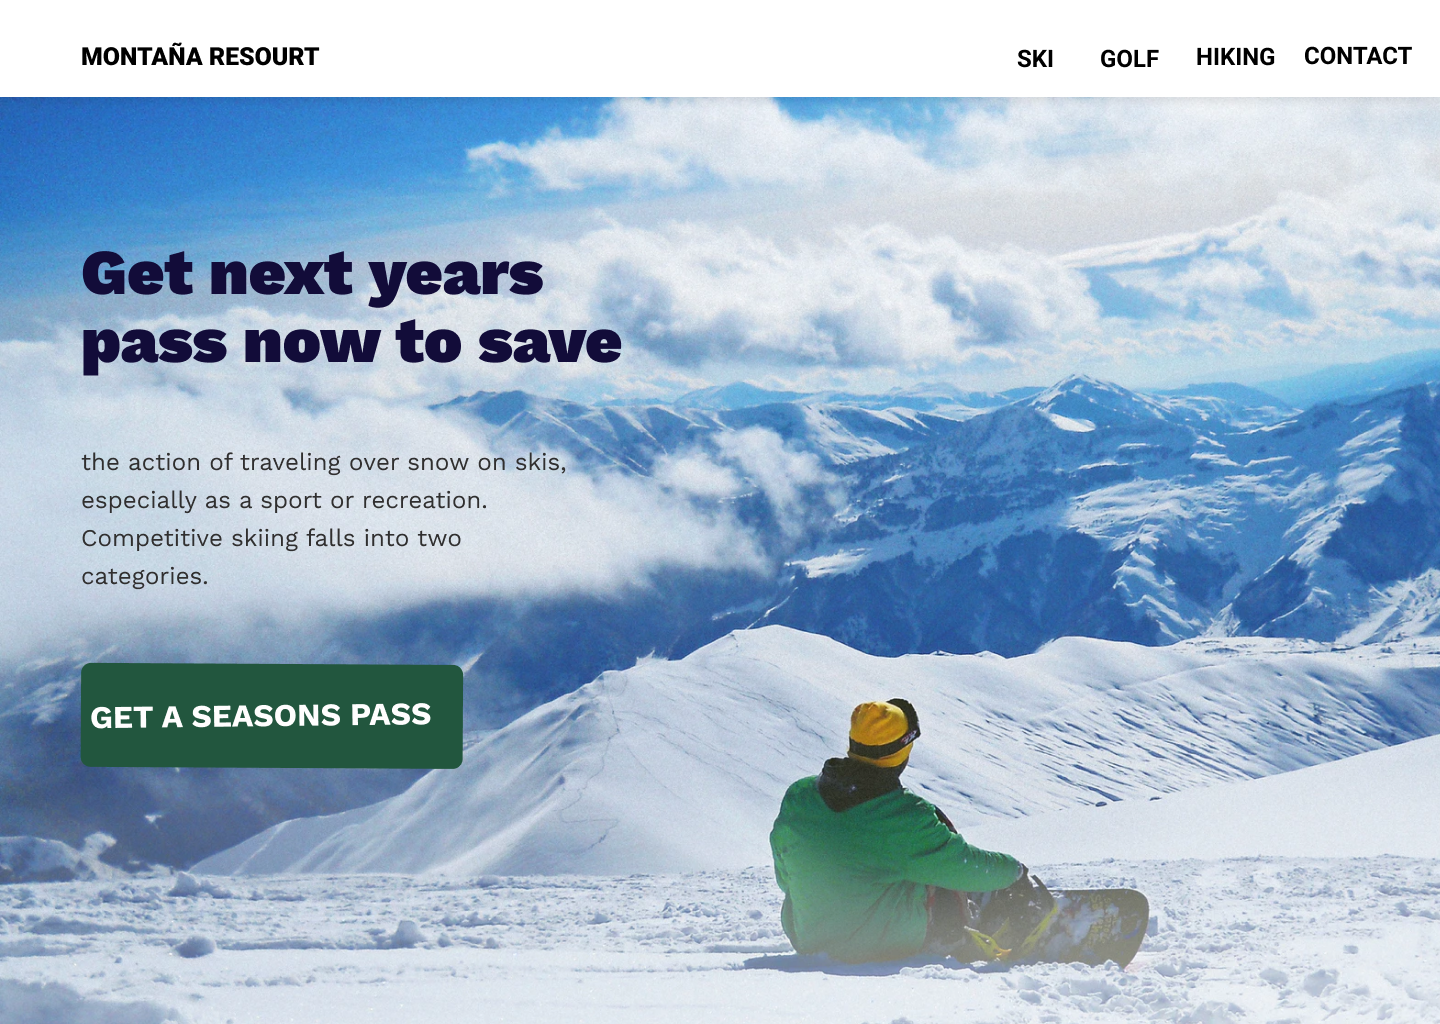 MONTAÑA RESOURT
SKI GOLF HIKING CONTACT
Get next years
pass now to save
the action of traveling over snow on skis,
especially as a sport or recreation.
Competitive skiing falls into two
categories.
GET A SEASONS PASS